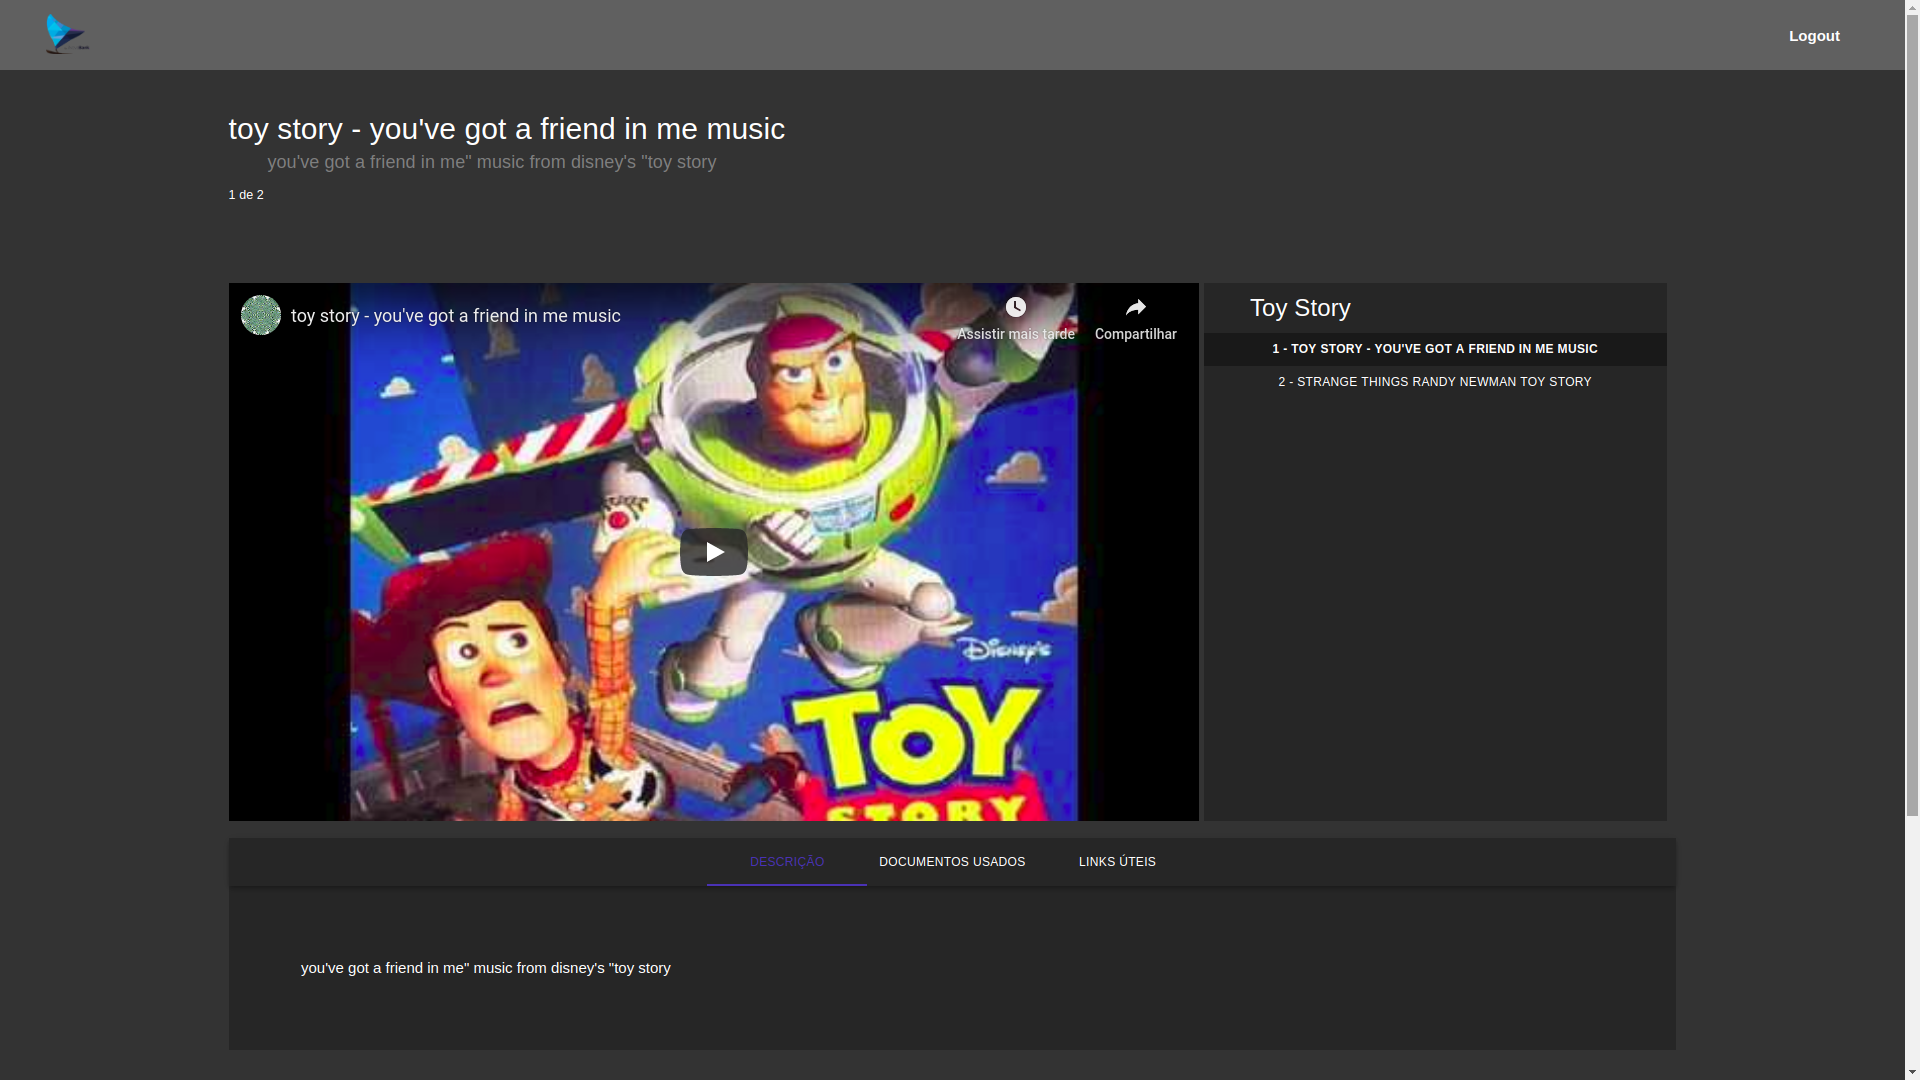 Logout
toy story - you've got a friend in me music
you've got a friend in me" music from disney's "toy story
1 de 2
toy story - you've got a friend in me music
Assistir mais tarde
Compartilhar
DISNEY'S
TOY
STORY
Toy Story
1 - TOY STORY - YOU'VE GOT A FRIEND IN ME MUSIC
2 - STRANGE THINGS RANDY NEWMAN TOY STORY
DESCRIÇÃO
DOCUMENTOS USADOS
LINKS ÚTEIS
you've got a friend in me" music from disney's "toy story